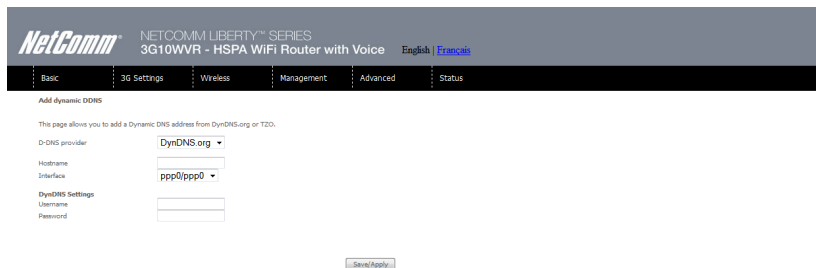 NetComm®
NETCOMM LIBERTY™ SERIES
3G10WVR - HSPA WiFi Router with Voice
English | Français
Basic 3G Settings Wireless Management Advanced Status
Add dynamic DDNS
This page allows you to add a Dynamic DNS address from DynDNS.org or TZO.
D-DNS provider DynDNS.org
Hostname
Interface ppp0/ppp0
DynDNS Settings
Username
Password
Save/Apply